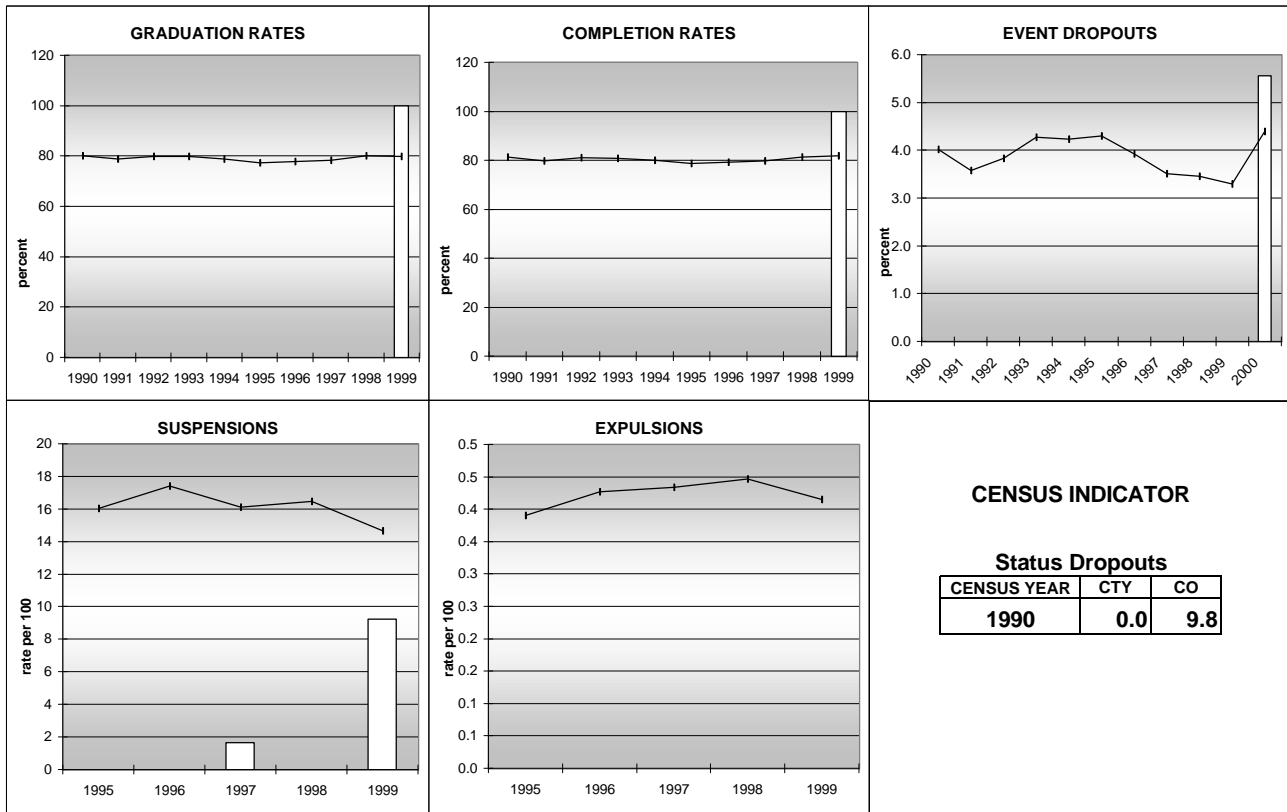 GRADUATION RATES
120
100
80
60
40
20
0
percent
1990 1991 1992 1993 1994 1995 1996 1997 1998 1999
COMPLETION RATES
120
100
80
60
40
20
0
percent
1990 1991 1992 1993 1994 1995 1996 1997 1998 1999
EVENT DROPOUTS
6.0
5.0
4.0
3.0
2.0
1.0
0.0
percent
1990 1991 1992 1993 1994 1995 1996 1997 1998 1999 2000
SUSPENSIONS
20
18
16
14
12
10
8
6
4
2
0
rate per 100
1995 1996 1997 1998 1999
EXPULSIONS
0.5
0.5
0.4
0.4
0.3
0.3
0.2
0.2
0.1
0.1
0.0
rate per 100
1995 1996 1997 1998 1999
CENSUS INDICATOR
Status Dropouts
CENSUS YEAR CTY CO
1990 0.0 9.8